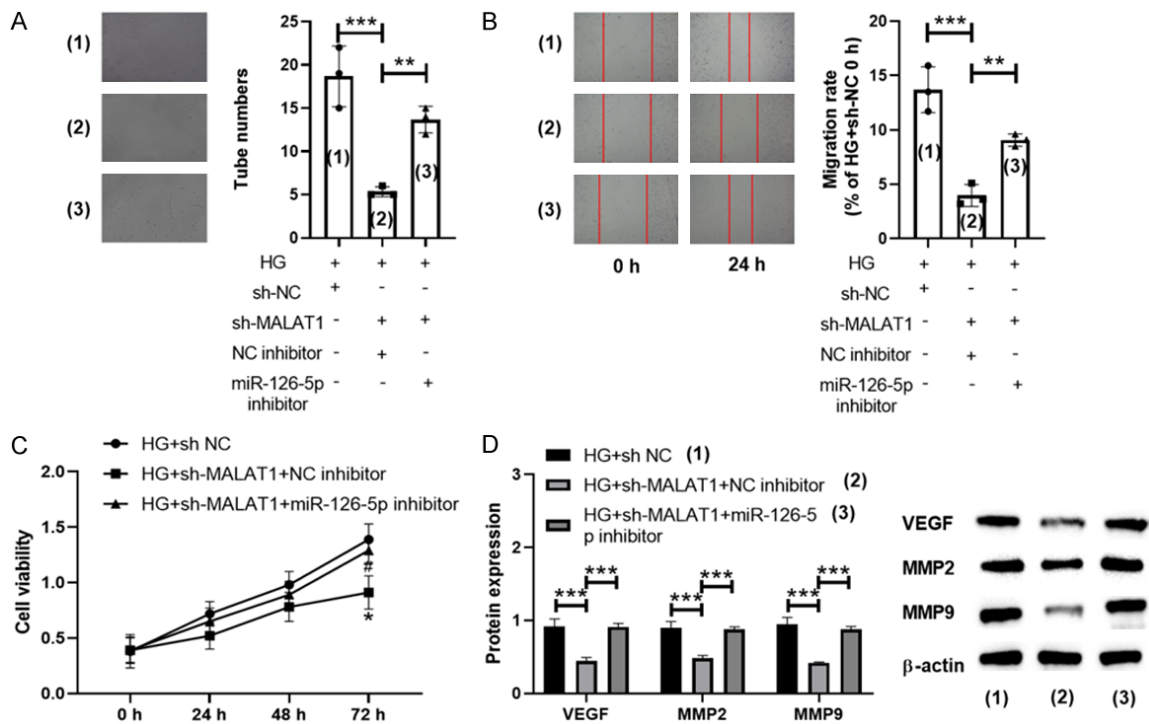 A
(1)
(2)
(3)
Tube numbers
25
20
15
10
5
0
***
**
(1)
(2)
(3)
HG + + +
sh-NC + - -
sh-MALAT1 - + +
NC inhibitor - + -
miR-126-5p - - +
inhibitor
B
(1)
(2)
(3)
0 h 24 h
Migration rate
(% of HG+sh-NC 0 h)
20
15
10
5
0
***
**
(1)
(2)
(3)
HG + + +
sh-NC + - -
sh-MALAT1 - + +
NC inhibitor - + -
miR-126-5p - - +
inhibitor
C
HG+sh NC
HG+sh-MALAT1+NC inhibitor
HG+sh-MALAT1+miR-126-5p inhibitor
Cell viability
2.0
1.5
1.0
0.5
0.0
#
*
0 h 24 h 48 h 72 h
D
HG+sh NC (1)
HG+sh-MALAT1+NC inhibitor (2)
HG+sh-MALAT1+miR-126-5 (3)
p inhibitor
Protein expression
3
2
1
0
*** ***
*** ***
*** ***
VEGF MMP2 MMP9
VEGF
MMP2
MMP9
β-actin
(1) (2) (3)